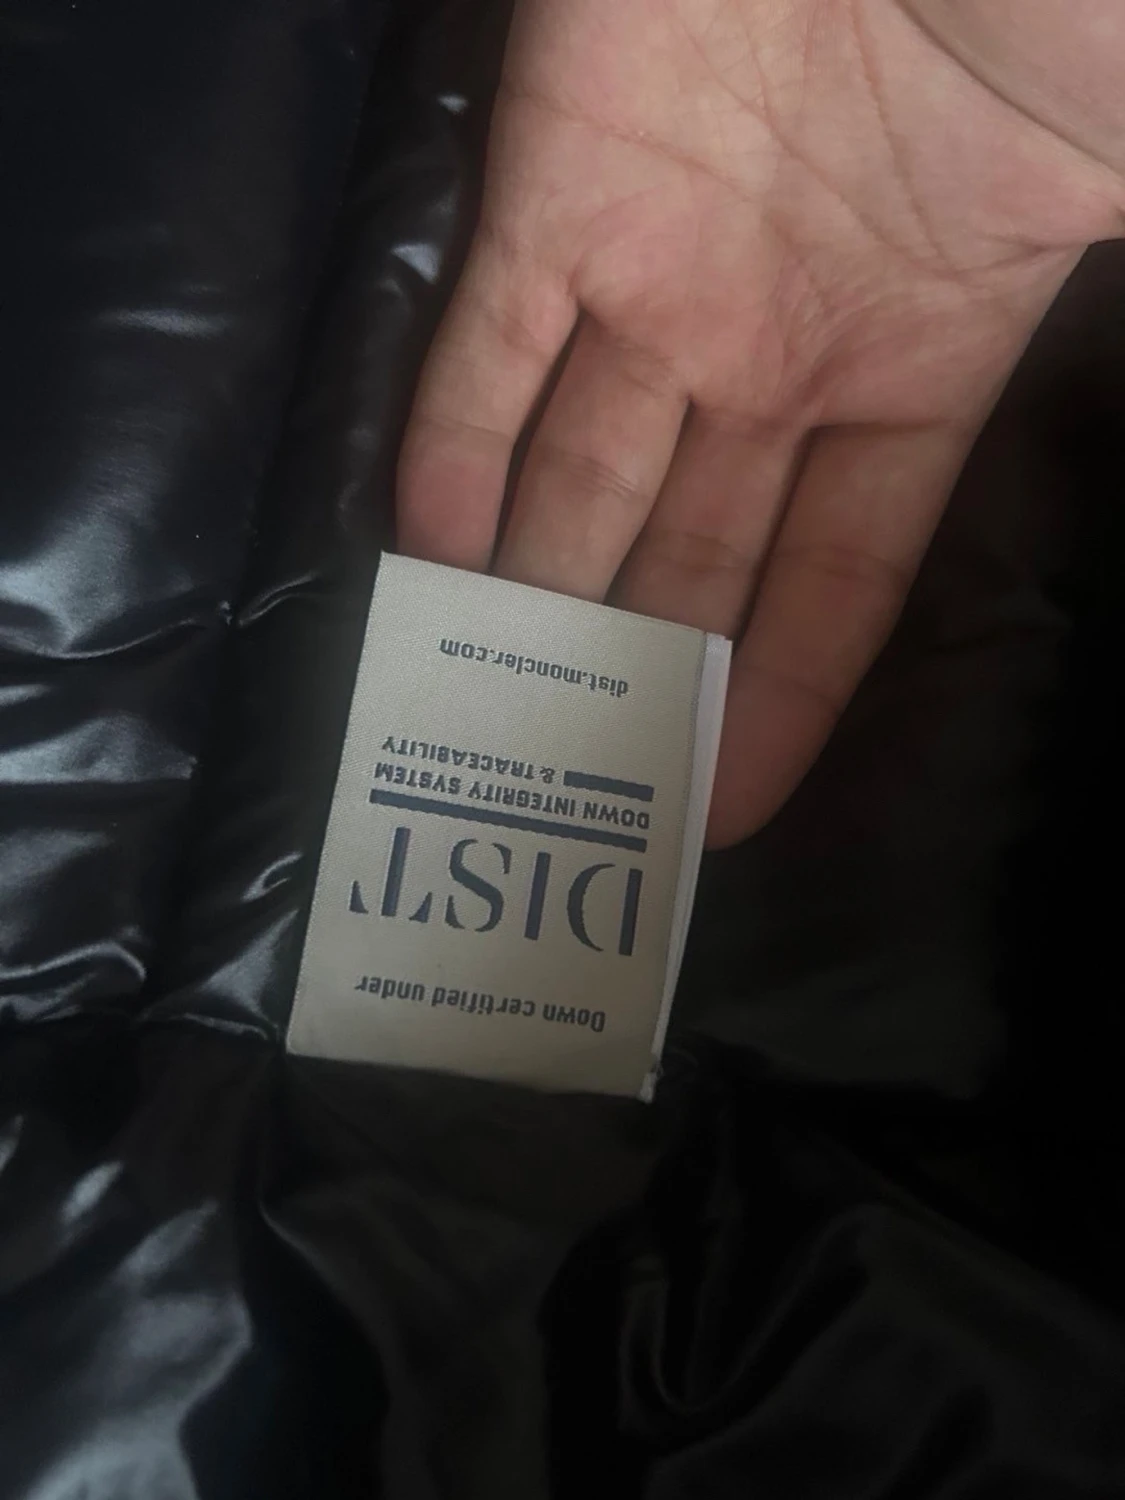 Down certified under
DIST
DOWN INTEGRITY SYSTEM
& TRACEABILITY
dist.moncler.com